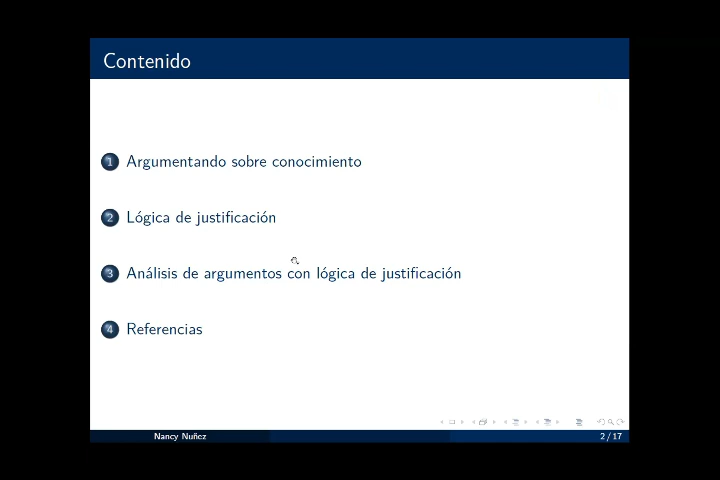 Contenido
1 Argumentando sobre conocimiento
2 Lógica de justificación
3 Análisis de argumentos con lógica de justificación
4 Referencias
Nancy Nuñez 2/17